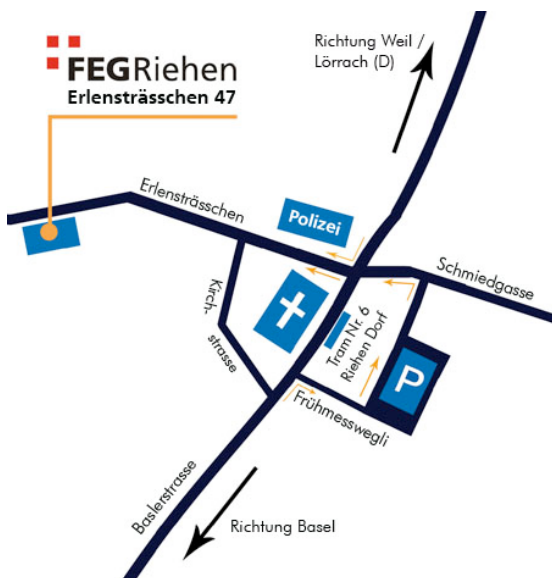 FEGRiehen
Erlensträsschen 47
Richtung Weil /
Lörrach (D)
Erlensträsschen
Polizei
Schmiedgasse
Kirch-
strasse
Tram Nr. 6
Riehen Dorf
P
Frühmesswegli
Baslerstrasse
Richtung Basel